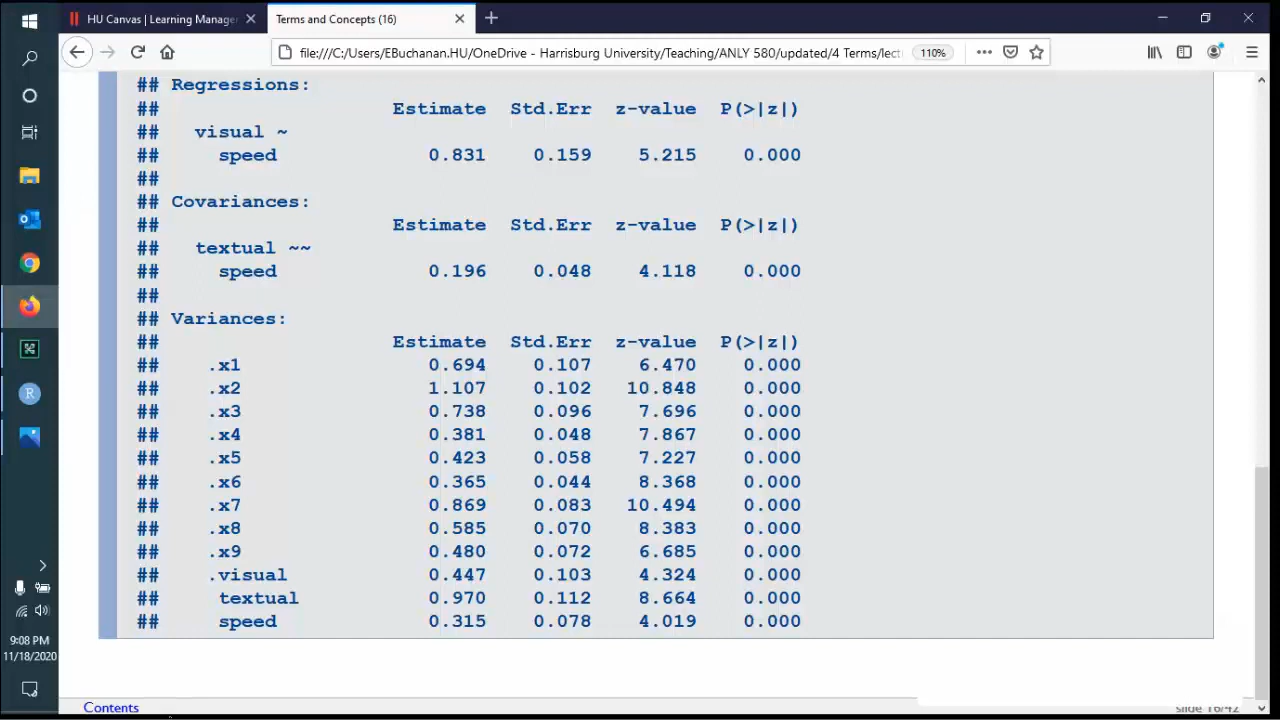 HU Canvas | Learning Manage
Terms and Concepts (16)
file:///C:/Users/EBuchanan.HU/OneDrive - Harrisburg University/Teaching/ANLY 580/updated/4 Terms/lect
110%
## Regressions:
## Estimate Std.Err z-value P(>|z|)
## visual ~
## speed 0.831 0.159 5.215 0.000
##
## Covariances:
## Estimate Std.Err z-value P(>|z|)
## textual ~~
## speed 0.196 0.048 4.118 0.000
##
## Variances:
## Estimate Std.Err z-value P(>|z|)
## .x1 0.694 0.107 6.470 0.000
## .x2 1.107 0.102 10.848 0.000
## .x3 0.738 0.096 7.696 0.000
## .x4 0.381 0.048 7.867 0.000
## .x5 0.423 0.058 7.227 0.000
## .x6 0.365 0.044 8.368 0.000
## .x7 0.869 0.083 10.494 0.000
## .x8 0.585 0.070 8.383 0.000
## .x9 0.480 0.072 6.685 0.000
## .visual 0.447 0.103 4.324 0.000
## textual 0.970 0.112 8.664 0.000
## speed 0.315 0.078 4.019 0.000
Contents
slide 16/42
9:08 PM
11/18/2020